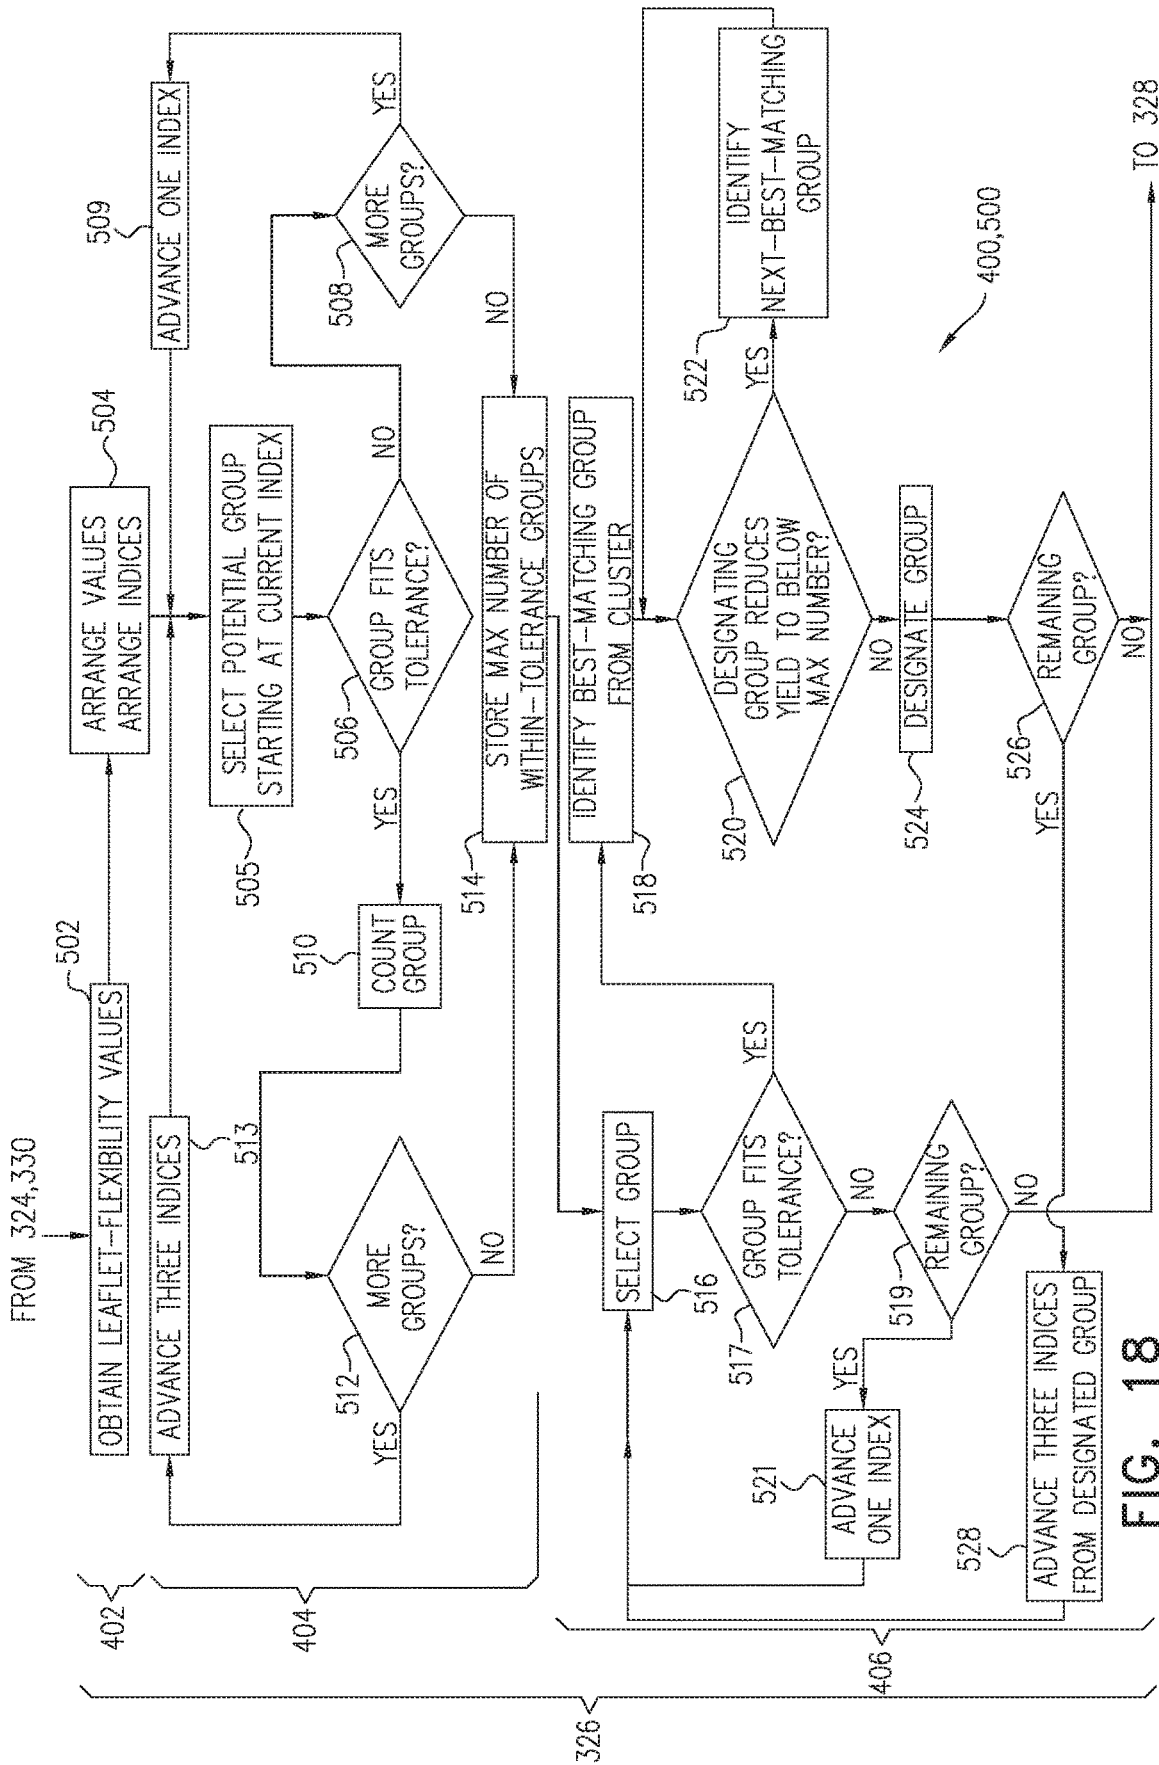 FROM 324,330
OBTAIN LEAFLET-FLEXIBILITY VALUES
502
ARRANGE VALUES
ARRANGE INDICES
504
ADVANCE THREE INDICES
513
ADVANCE ONE INDEX
509
SELECT POTENTIAL GROUP
STARTING AT CURRENT INDEX
505
GROUP FITS
TOLERANCE?
506
YES
NO
MORE
GROUPS?
508
YES
NO
COUNT
GROUP
510
MORE
GROUPS?
512
YES
NO
STORE MAX NUMBER OF
WITHIN-TOLERANCE GROUPS
514
SELECT GROUP
516
GROUP FITS
TOLERANCE?
517
YES
NO
IDENTIFY BEST-MATCHING GROUP
FROM CLUSTER
518
REMAINING
GROUP?
519
YES
NO
ADVANCE
ONE INDEX
521
DESIGNATING
GROUP REDUCES
YIELD TO BELOW
MAX NUMBER?
520
YES
NO
IDENTIFY
NEXT-BEST-MATCHING
GROUP
522
DESIGNATE GROUP
524
REMAINING
GROUP?
526
YES
NO
ADVANCE THREE INDICES
FROM DESIGNATED GROUP
528
402
404
406
326
400,500
TO 328
FIG. 18